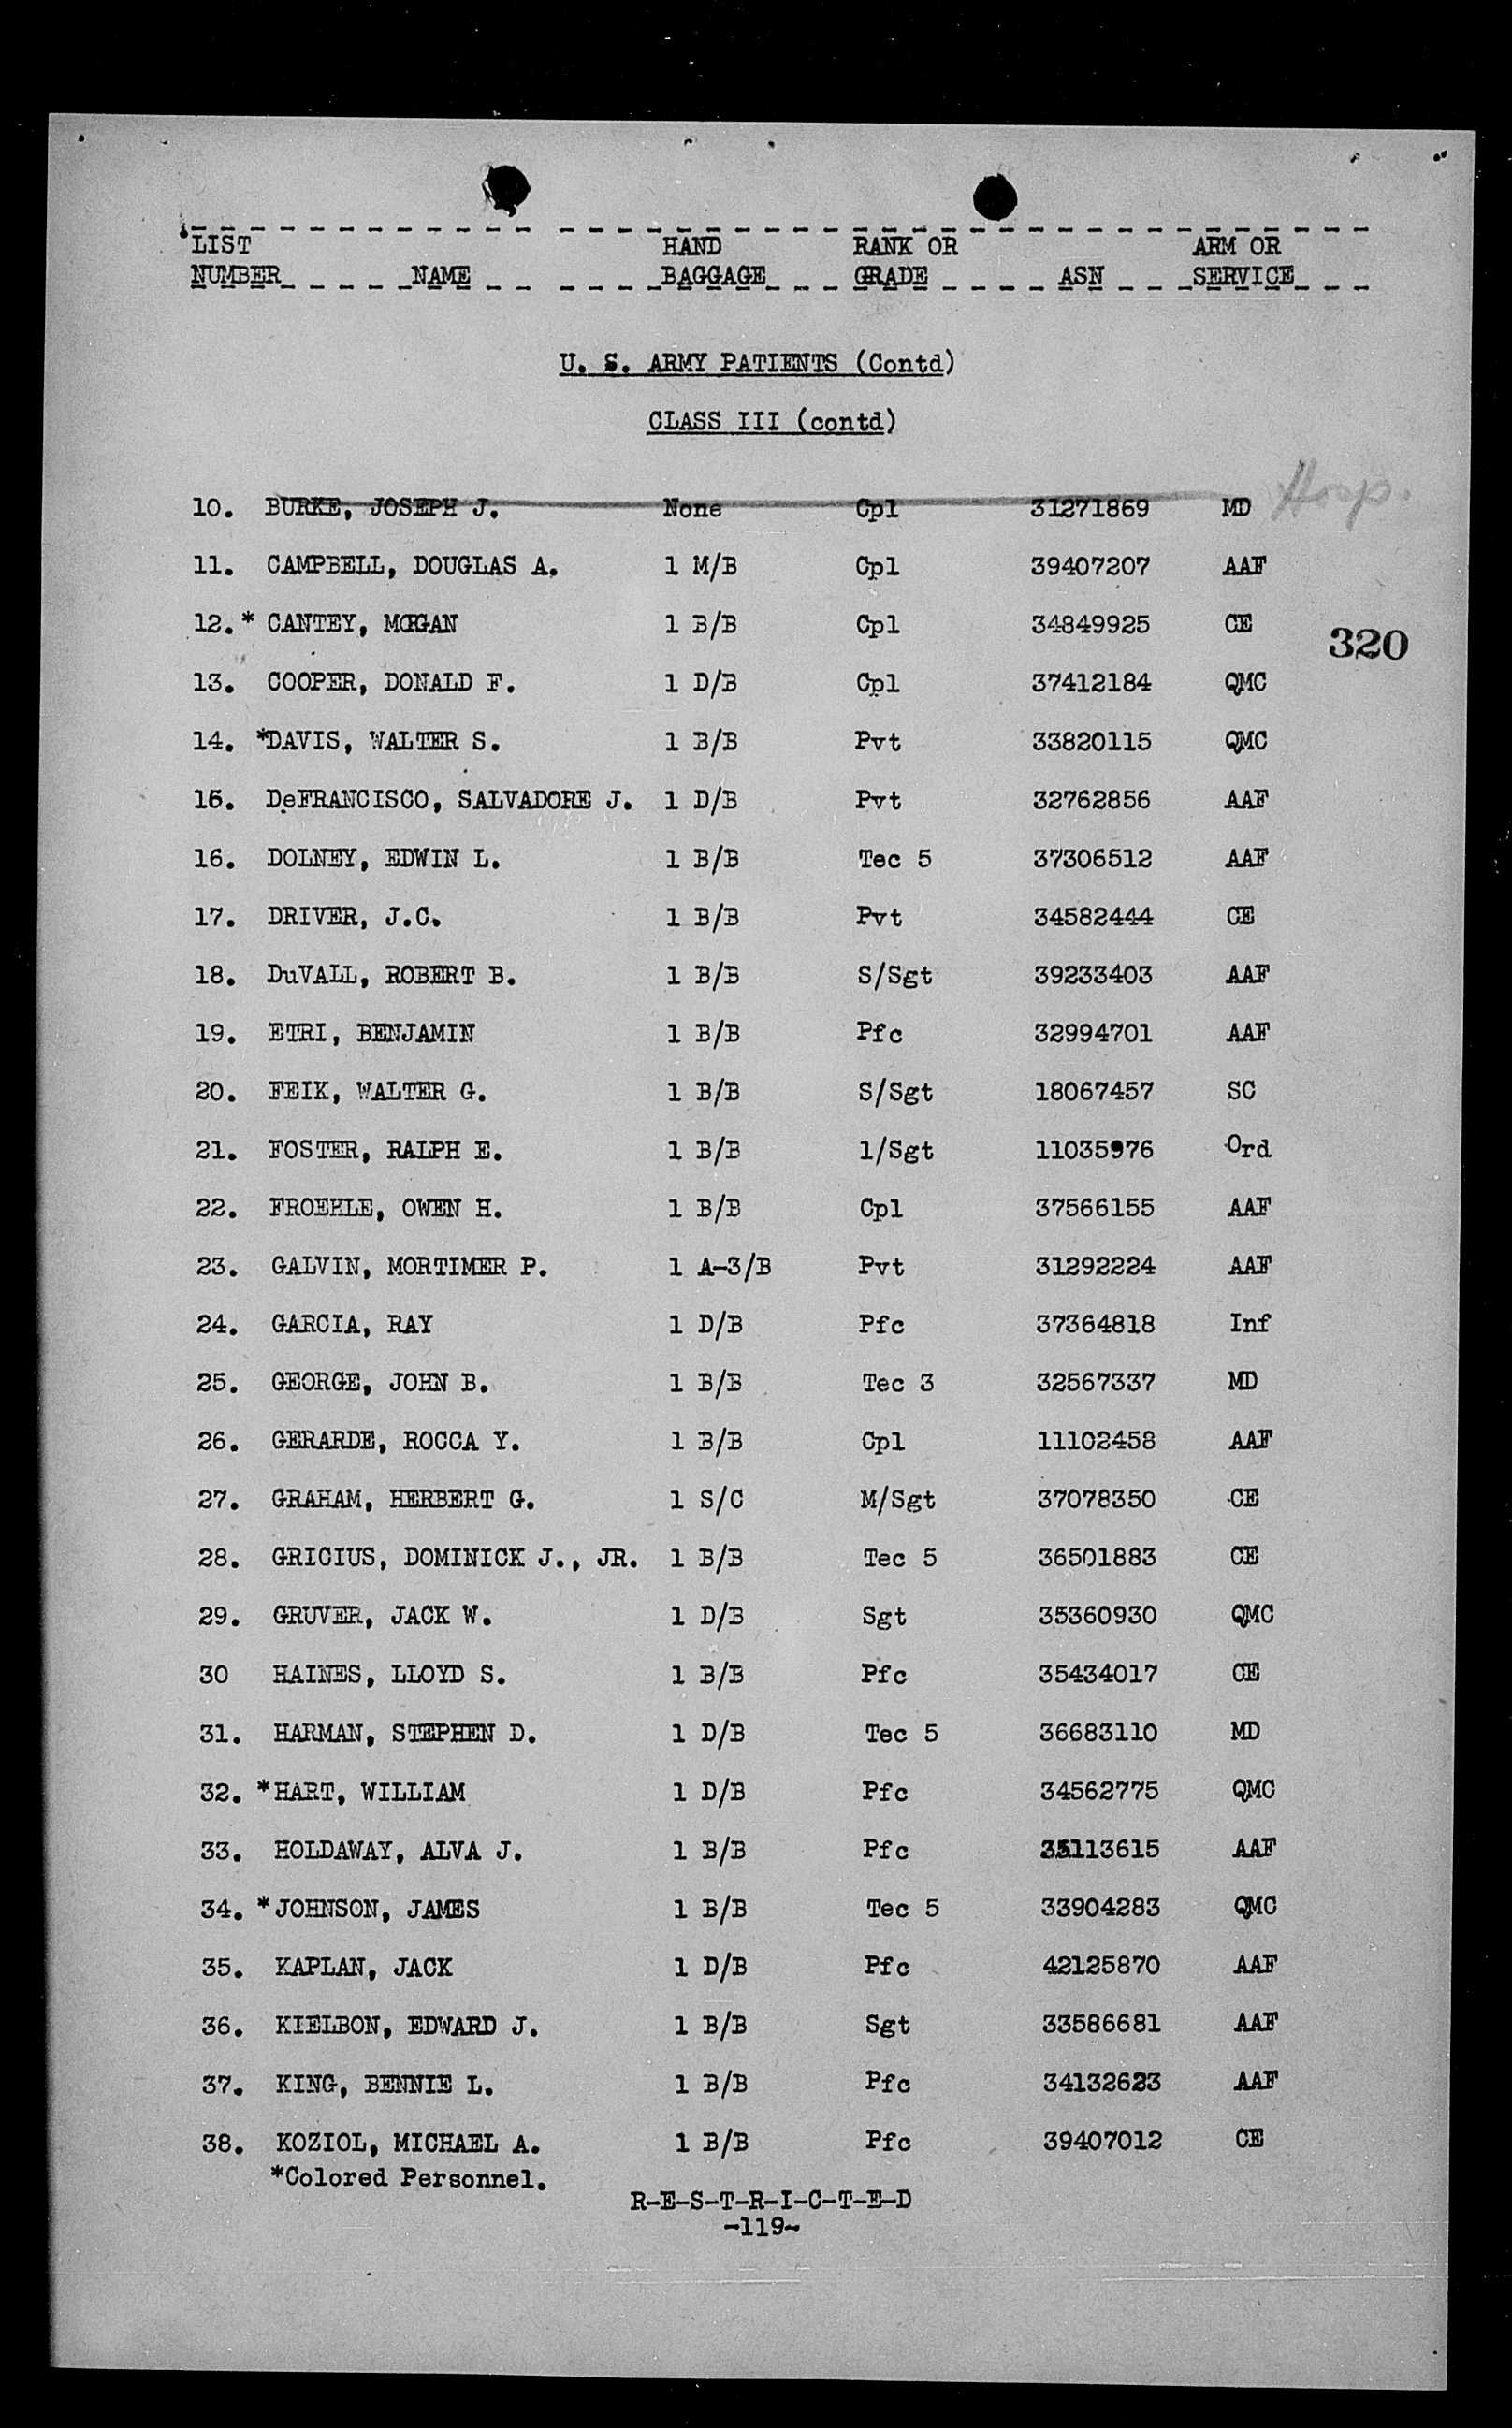 LIST HAND RANK OR ARM OR
NUMBER NAME BAGGAGE GRADE ASN SERVICE
U. S. ARMY PATIENTS (Contd)
CLASS III (contd)
Hosp.
10. BURKE, JOSEPH J. None Cpl 31271869 MD
11. CAMPBELL, DOUGLAS A. 1 M/B Cpl 39407207 AAF
12.* CANTEY, MORGAN 1 B/B Cpl 34849925 CE
320
13. COOPER, DONALD F. 1 D/B Cpl 37412184 QMC
14. *DAVIS, WALTER S. 1 B/B Pvt 33820115 QMC
15. DeFRANCISCO, SALVADORE J. 1 D/B Pvt 32762856 AAF
16. DOLNEY, EDWIN L. 1 B/B Tec 5 37306512 AAF
17. DRIVER, J.C. 1 B/B Pvt 34582444 CE
18. DuVALL, ROBERT B. 1 B/B S/Sgt 39233403 AAF
19. ETRI, BENJAMIN 1 B/B Pfc 32994701 AAF
20. FEIK, WALTER G. 1 B/B S/Sgt 18067457 SC
21. FOSTER, RALPH E. 1 B/B 1/Sgt 11035976 Ord
22. FROEHLE, OWEN H. 1 B/B Cpl 37566155 AAF
23. GALVIN, MORTIMER P. 1 A-3/B Pvt 31292224 AAF
24. GARCIA, RAY 1 D/B Pfc 37364818 Inf
25. GEORGE, JOHN B. 1 B/B Tec 3 32567337 MD
26. GERARDE, ROCCA Y. 1 B/B Cpl 11102458 AAF
27. GRAHAM, HERBERT G. 1 S/C M/Sgt 37078350 CE
28. GRICIUS, DOMINICK J., JR. 1 B/B Tec 5 36501883 CE
29. GRUVER, JACK W. 1 D/B Sgt 35360930 QMC
30 HAINES, LLOYD S. 1 B/B Pfc 35434017 CE
31. HARMAN, STEPHEN D. 1 D/B Tec 5 36683110 MD
32. *HART, WILLIAM 1 D/B Pfc 34562775 QMC
33. HOLDAWAY, ALVA J. 1 B/B Pfc 35113615 AAF
34. *JOHNSON, JAMES 1 B/B Tec 5 33904283 QMC
35. KAPLAN, JACK 1 D/B Pfc 42125870 AAF
36. KIELBON, EDWARD J. 1 B/B Sgt 33586681 AAF
37. KING, BENNIE L. 1 B/B Pfc 34132623 AAF
38. KOZIOL, MICHAEL A. 1 B/B Pfc 39407012 CE
*Colored Personnel.
R-E-S-T-R-I-C-T-E-D
-119-